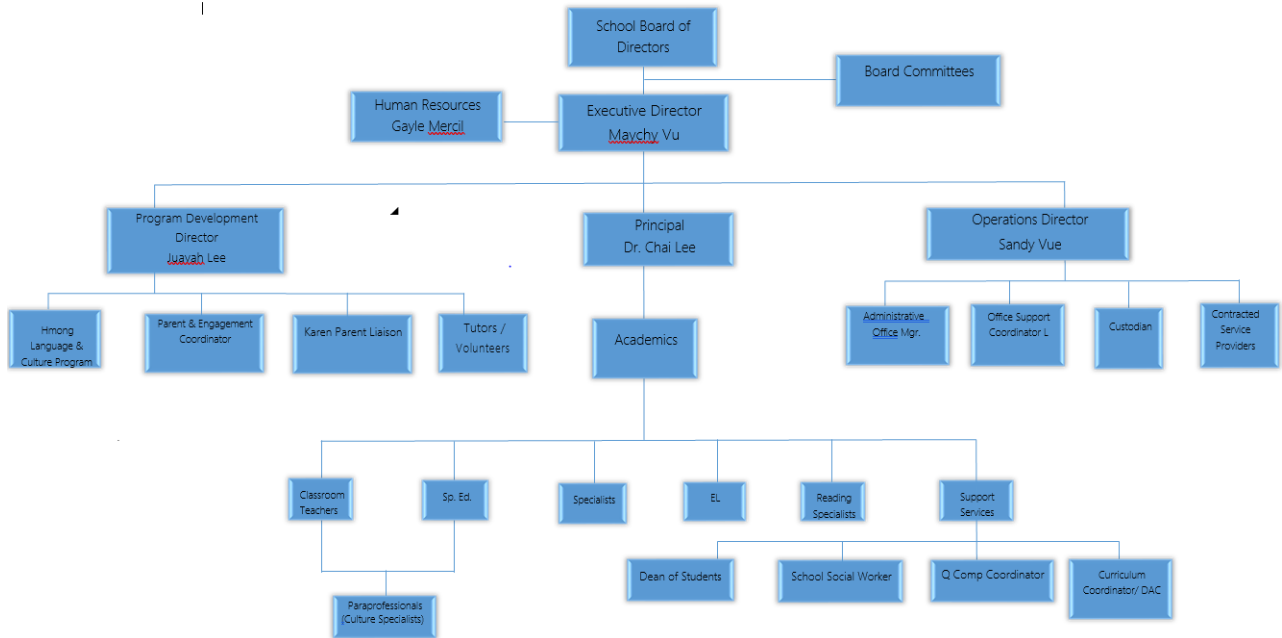 School Board of
Directors
Board Committees
Human Resources
Gayle Mercil
Executive Director
Maychy Vu
Program Development
Director
Juavah Lee
Principal
Dr. Chai Lee
Operations Director
Sandy Vue
Hmong
Language &
Culture Program
Parent & Engagement
Coordinator
Karen Parent Liaison
Tutors /
Volunteers
Academics
Administrative
Office Mgr.
Office Support
Coordinator L
Custodian
Contracted
Service
Providers
Classroom
Teachers
Sp. Ed.
Specialists
EL
Reading
Specialists
Support
Services
Dean of Students
School Social Worker
Q Comp Coordinator
Curriculum
Coordinator/ DAC
Paraprofessionals
(Culture Specialists)